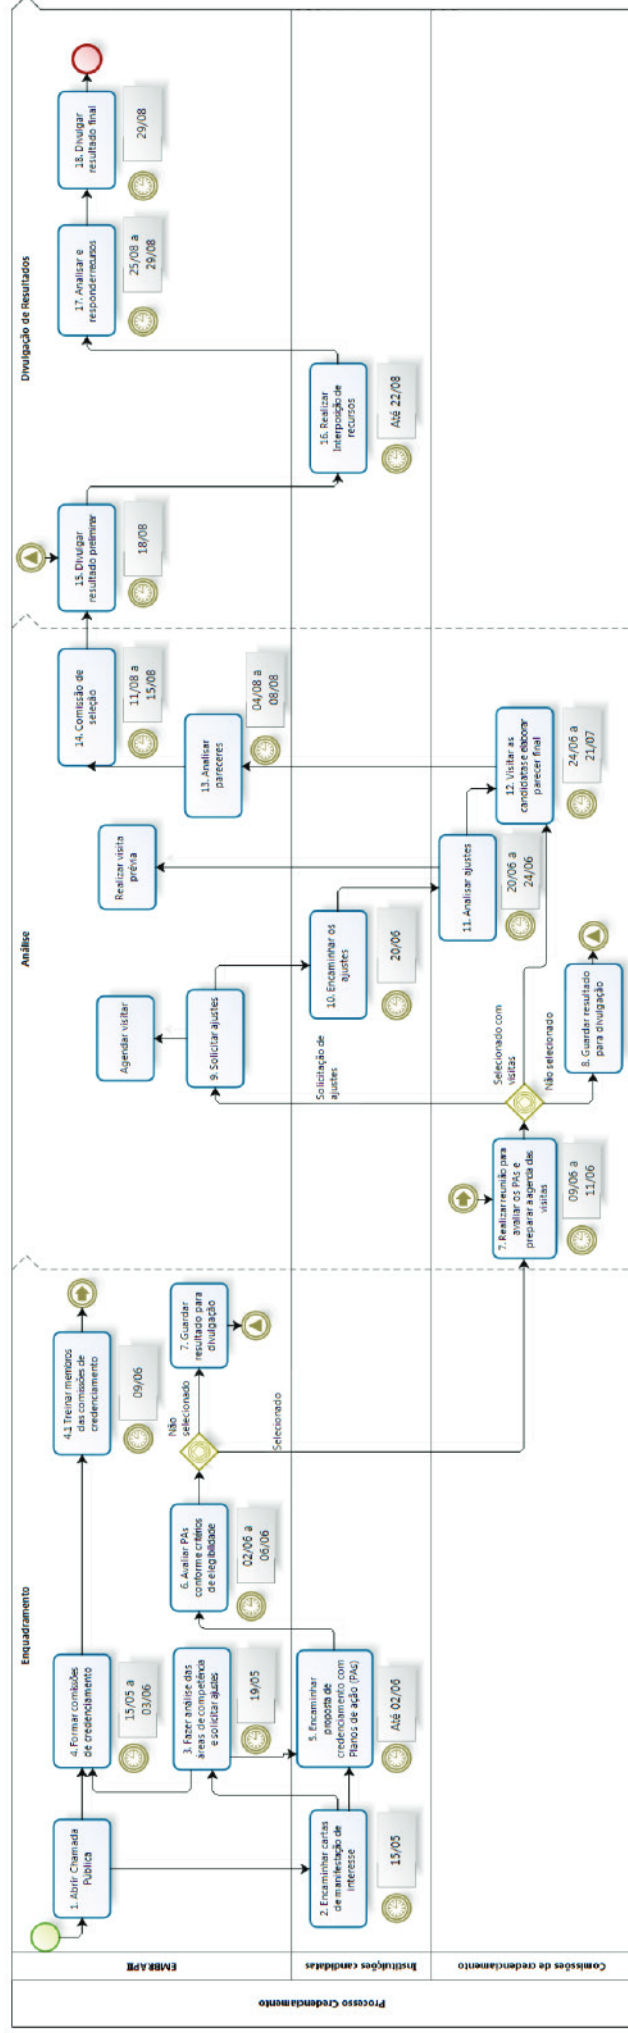 Processo Credenciamento
EMBRAPII
Instituições candidatas
Comissões de credenciamento
Enquadramento
Análise
Divulgação de Resultados
1. Abrir Chamada
Pública
2. Encaminhar cartas
de manifestação de
interesse
15/05
3. Fazer análise das
áreas de competência
e solicitar ajustes
19/05
4. Formar comissões
de credenciamento
15/05 a
03/06
4.1 Treinar membros
das comissões de
credenciamento
09/06
5. Encaminhar
proposta de
credenciamento com
Planos de ação (PAs)
Até 02/06
6. Avaliar PAs
conforme critérios
de elegibilidade
02/06 a
06/06
Não
selecionado
Selecionado
7. Guardar
resultado para
divulgação
7. Realizar reunião para
avaliar os PAs e
preparar a agenda das
visitas
09/06 a
11/06
Solicitação de
ajustes
Selecionado com
visitas
Não selecionado
8. Guardar resultado
para divulgação
9. Solicitar ajustes
Agendar visitar
10. Encaminhar os
ajustes
20/06
11. Analisar ajustes
20/06 a
24/06
Realizar visita
prévia
12. Visitar as
candidatas e elaborar
parecer final
24/06 a
21/07
13. Analisar
pareceres
04/08 a
08/08
14. Comissão de
seleção
11/08 a
15/08
15. Divulgar
resultado preliminar
18/08
16. Realizar
Interposição de
recursos
Até 22/08
17. Analisar e
responder recursos
25/08 a
29/08
18. Divulgar
resultado final
29/08